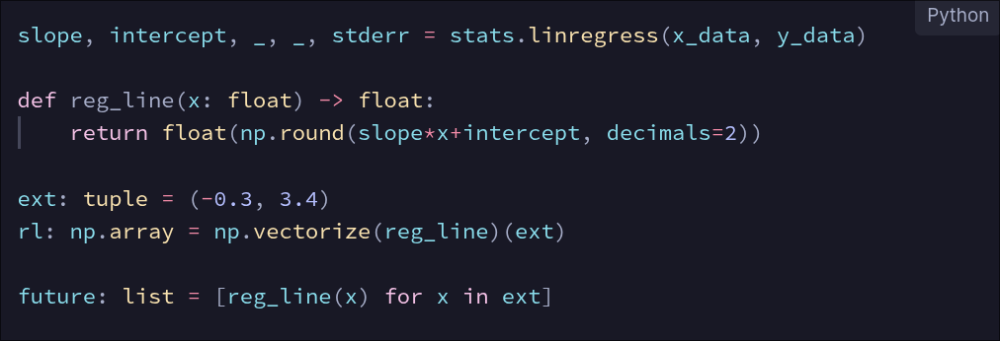 Python
slope, intercept, _, _, stderr = stats.linregress(x_data, y_data)
def reg_line(x: float) -> float:
    return float(np.round(slope*x+intercept, decimals=2))
ext: tuple = (-0.3, 3.4)
rl: np.array = np.vectorize(reg_line)(ext)
future: list = [reg_line(x) for x in ext]